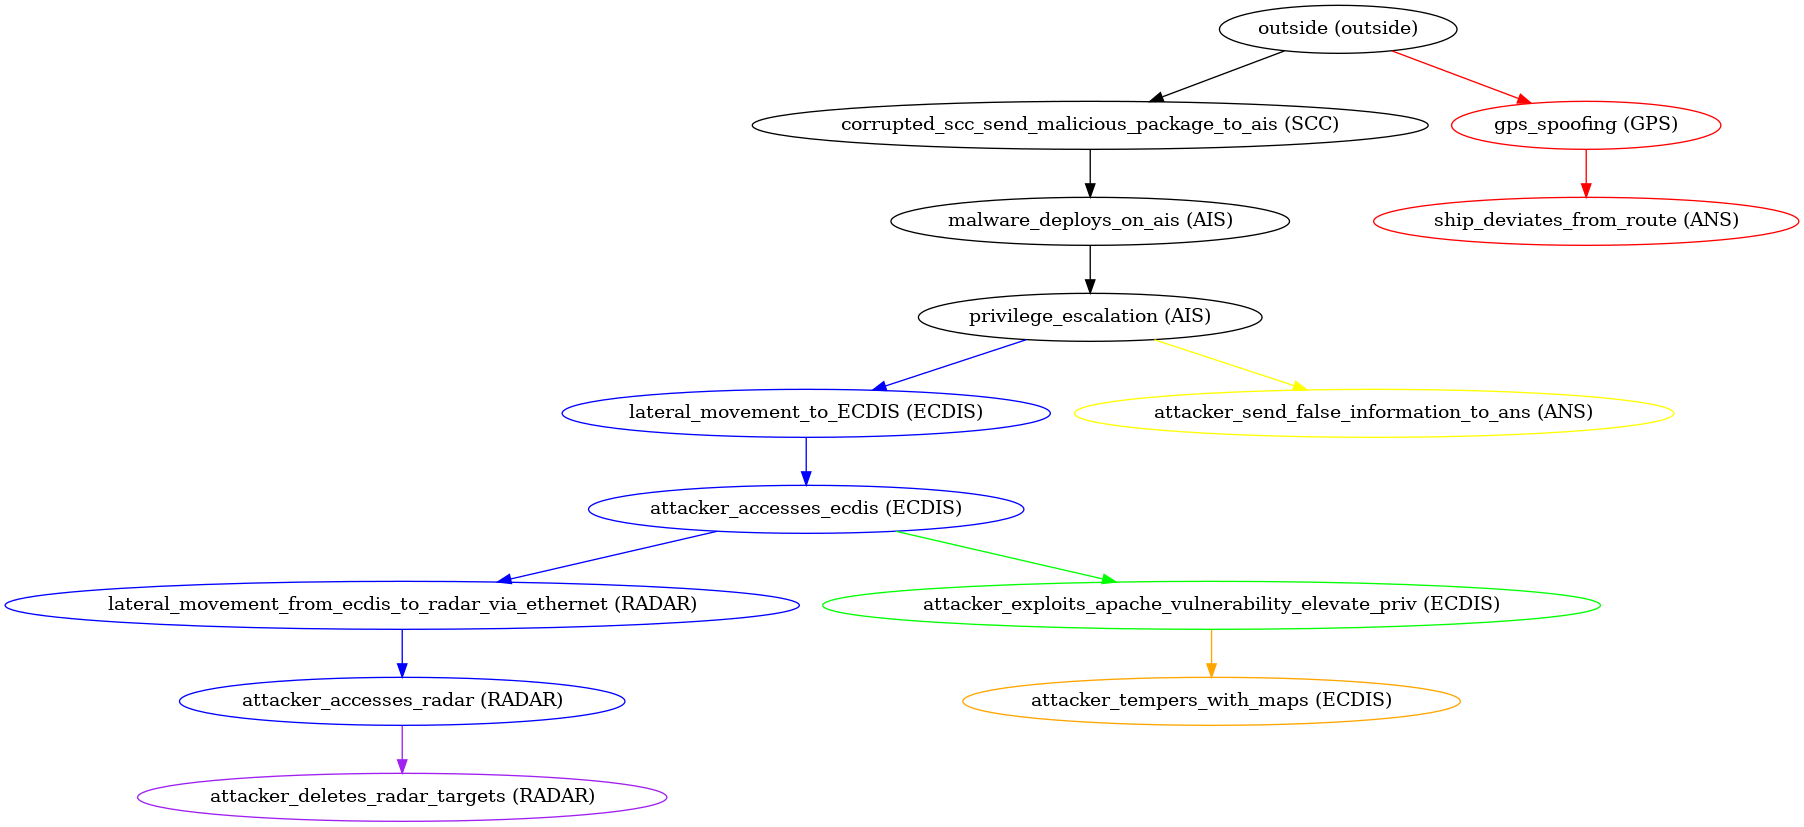 outside (outside)
corrupted_scc_send_malicious_package_to_ais (SCC)
gps_spoofing (GPS)
malware_deploys_on_ais (AIS)
ship_deviates_from_route (ANS)
privilege_escalation (AIS)
lateral_movement_to_ECDIS (ECDIS)
attacker_send_false_information_to_ans (ANS)
attacker_accesses_ecdis (ECDIS)
lateral_movement_from_ecdis_to_radar_via_ethernet (RADAR)
attacker_exploits_apache_vulnerability_elevate_priv (ECDIS)
attacker_accesses_radar (RADAR)
attacker_tempers_with_maps (ECDIS)
attacker_deletes_radar_targets (RADAR)